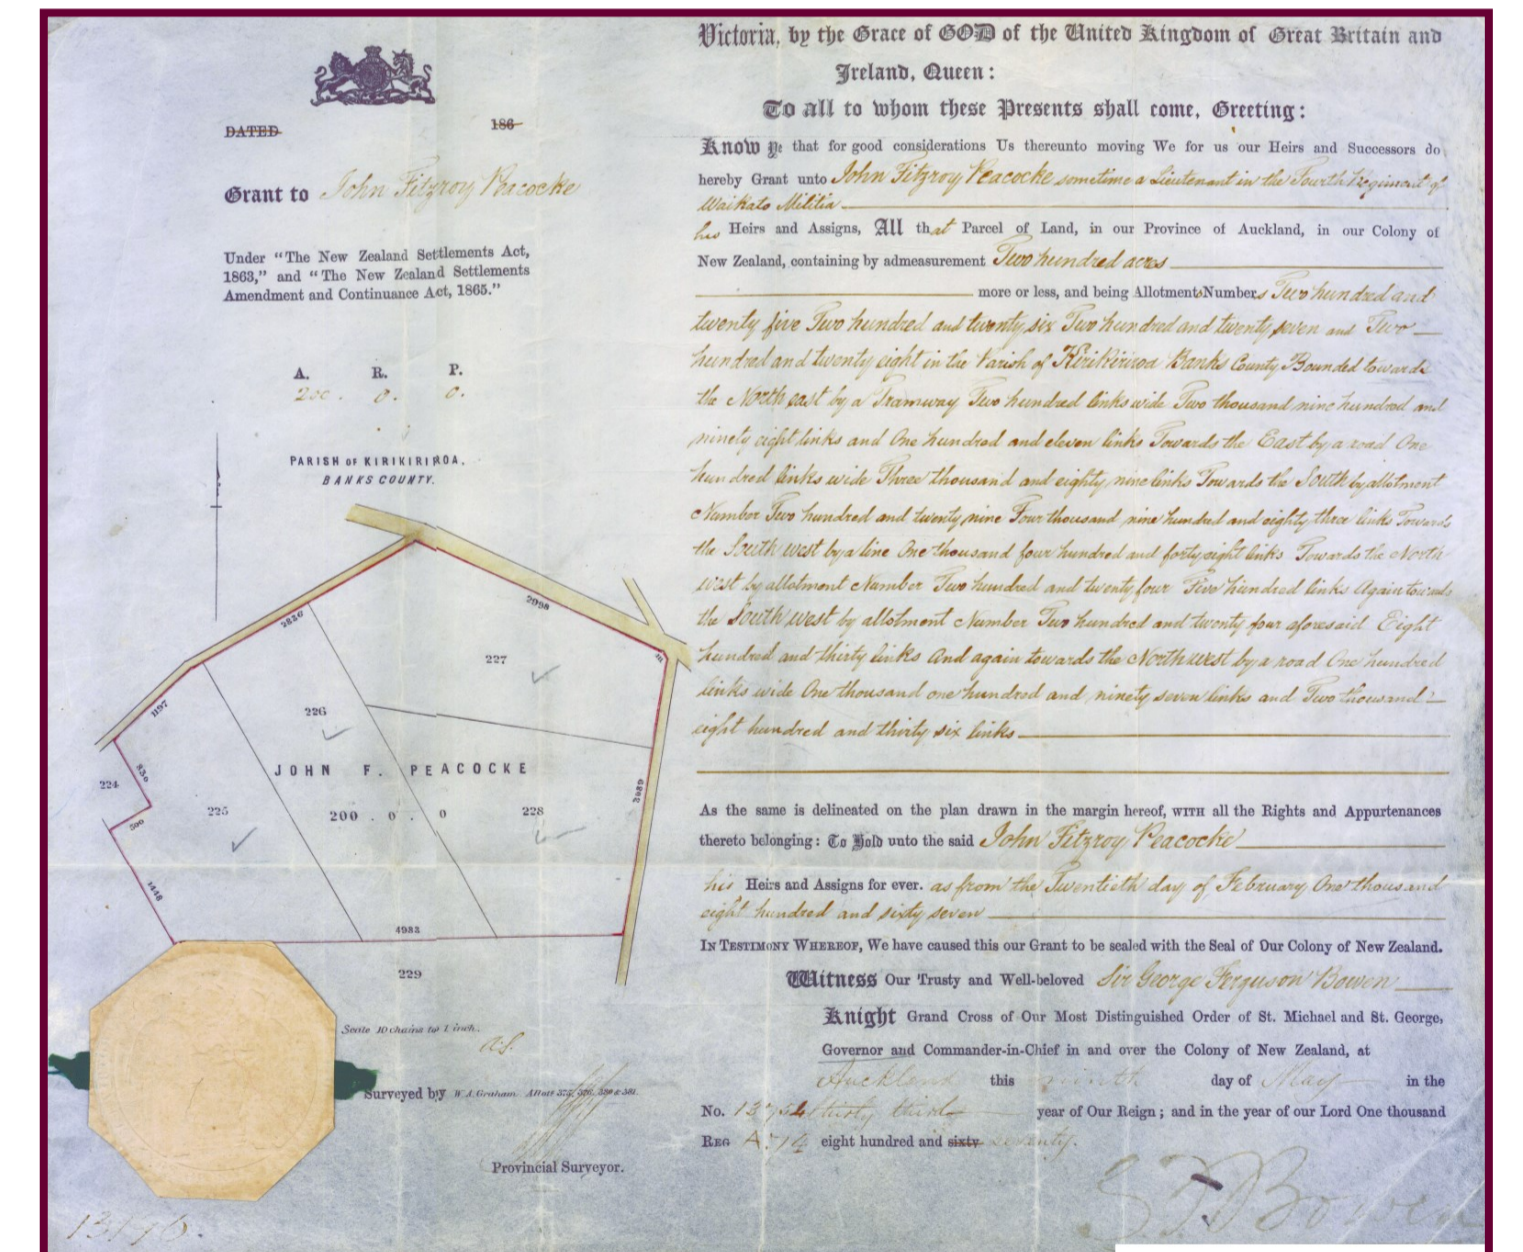 DATED 186
Grant to John Fitzroy Peacocke
Under "The New Zealand Settlements Act,
1863," and "The New Zealand Settlements
Amendment and Continuance Act, 1865."
A. R. P.
200. 0. 0.
PARISH OF KIRIKIRIROA.
BANKS COUNTY.
2836
2998
111
227
1197
226
JOHN F. PEACOCKE
224
830
3089
225
200 . 0 . 0
228
500
1448
4983
229
Scale 10 chains to 1 inch.
Surveyed by W. A. Graham.
Provincial Surveyor.
13176.
Victoria, by the Grace of GOD of the United Kingdom of Great Britain and
Ireland, Queen:
To all to whom these Presents shall come, Greeting:
Know Ye that for good considerations Us thereunto moving We for us our Heirs and Successors do
hereby Grant unto John Fitzroy Peacocke sometime a Lieutenant in the Fourth Regiment of
Waikato Militia
his Heirs and Assigns, All that Parcel of Land, in our Province of Auckland, in our Colony of
New Zealand, containing by admeasurement Two hundred acres
more or less, and being Allotments Numbers Two hundred and
twenty five Two hundred and twenty six Two hundred and twenty seven and Two
hundred and twenty eight in the Parish of Kirikiriroa Banks County Bounded towards
the North east by a Tramway Two hundred links wide Two thousand nine hundred and
ninety eight links and One hundred and eleven links Towards the East by a road One
hundred links wide Three thousand and eighty nine links Towards the South by allotment
Number Two hundred and twenty nine Four thousand nine hundred and eighty three links Towards
the South west by a line One thousand four hundred and forty eight links Towards the North
west by allotment Number Two hundred and twenty four Five hundred links Again towards
the South west by allotment Number Two hundred and twenty four aforesaid Eight
hundred and thirty links And again towards the North west by a road One hundred
links wide One thousand one hundred and ninety seven links and Two thousand
eight hundred and thirty six links
As the same is delineated on the plan drawn in the margin hereof, WITH all the Rights and Appurtenances
thereto belonging: To Hold unto the said John Fitzroy Peacocke
his Heirs and Assigns for ever. as from the Twentieth day of February One thousand
eight hundred and sixty seven
IN TESTIMONY WHEREOF, We have caused this our Grant to be sealed with the Seal of Our Colony of New Zealand.
Witness Our Trusty and Well-beloved Sir George Ferguson Bowen
Knight Grand Cross of Our Most Distinguished Order of St. Michael and St. George,
Governor and Commander-in-Chief in and over the Colony of New Zealand, at
Auckland this ninth day of May in the
No. thirty third year of Our Reign; and in the year of our Lord One thousand
REG A:74 eight hundred and sixty seventy.
G F Bowen